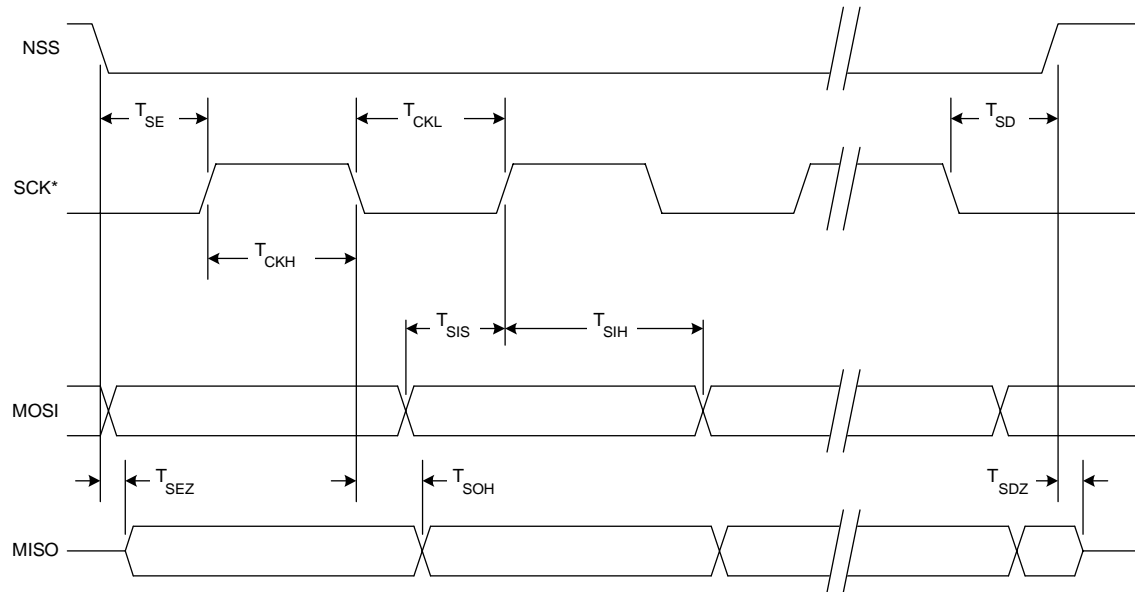 NSS
T_SE
T_CKL
T_SD
SCK*
T_CKH
T_SIS
T_SIH
MOSI
T_SEZ
T_SOH
T_SDZ
MISO